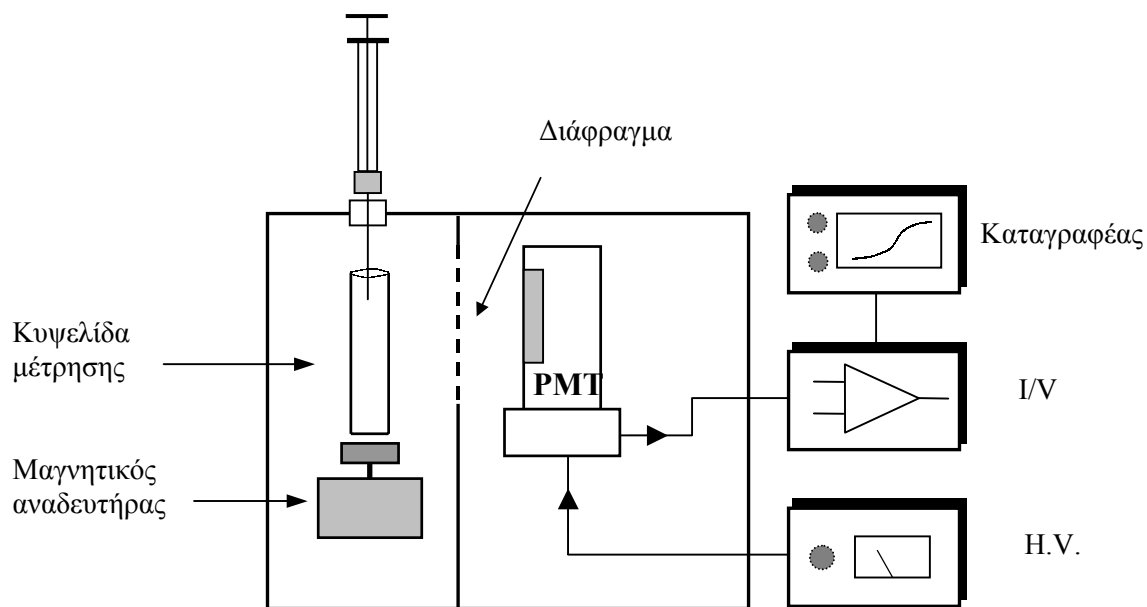 Διάφραγμα
Καταγραφέας
Κυψελίδα
μέτρησης
PMT
I/V
Μαγνητικός
αναδευτήρας
H.V.